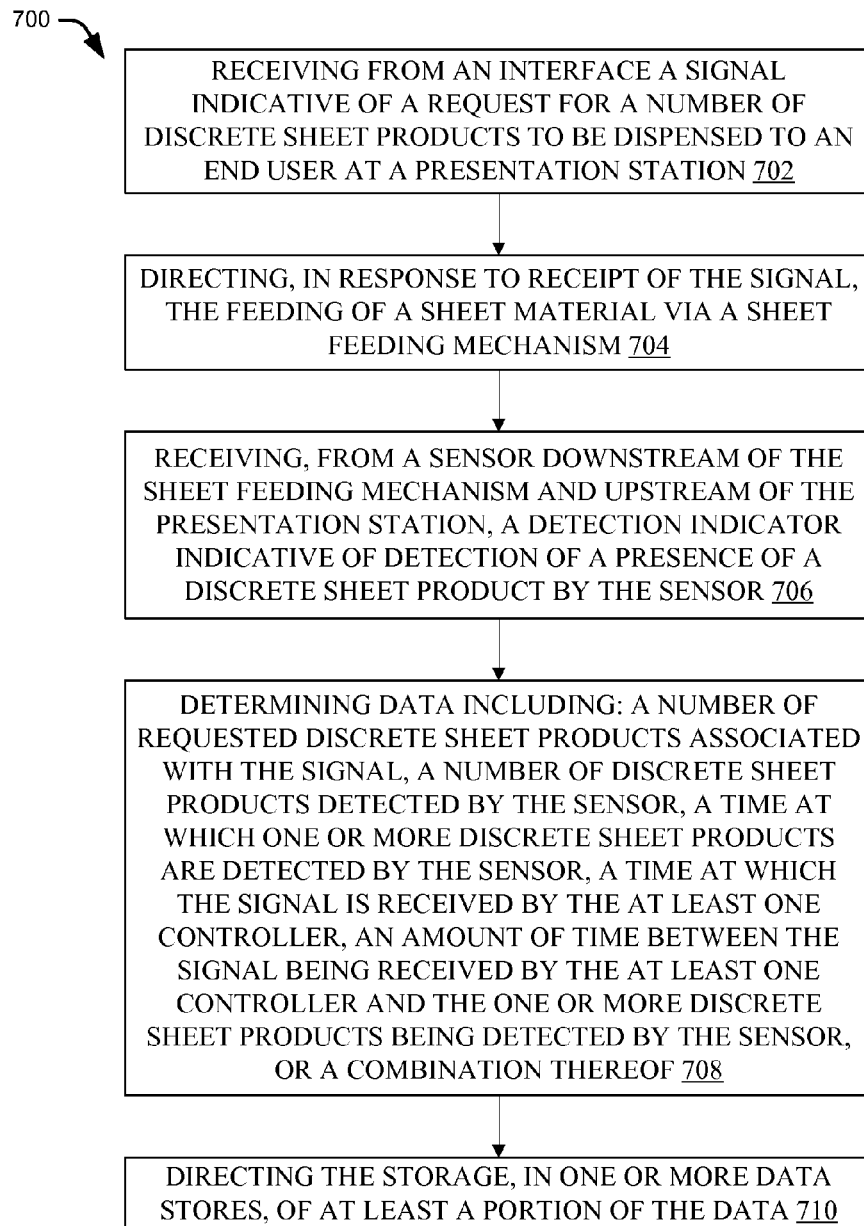 700
RECEIVING FROM AN INTERFACE A SIGNAL
INDICATIVE OF A REQUEST FOR A NUMBER OF
DISCRETE SHEET PRODUCTS TO BE DISPENSED TO AN
END USER AT A PRESENTATION STATION 702
DIRECTING, IN RESPONSE TO RECEIPT OF THE SIGNAL,
THE FEEDING OF A SHEET MATERIAL VIA A SHEET
FEEDING MECHANISM 704
RECEIVING, FROM A SENSOR DOWNSTREAM OF THE
SHEET FEEDING MECHANISM AND UPSTREAM OF THE
PRESENTATION STATION, A DETECTION INDICATOR
INDICATIVE OF DETECTION OF A PRESENCE OF A
DISCRETE SHEET PRODUCT BY THE SENSOR 706
DETERMINING DATA INCLUDING: A NUMBER OF
REQUESTED DISCRETE SHEET PRODUCTS ASSOCIATED
WITH THE SIGNAL, A NUMBER OF DISCRETE SHEET
PRODUCTS DETECTED BY THE SENSOR, A TIME AT
WHICH ONE OR MORE DISCRETE SHEET PRODUCTS
ARE DETECTED BY THE SENSOR, A TIME AT WHICH
THE SIGNAL IS RECEIVED BY THE AT LEAST ONE
CONTROLLER, AN AMOUNT OF TIME BETWEEN THE
SIGNAL BEING RECEIVED BY THE AT LEAST ONE
CONTROLLER AND THE ONE OR MORE DISCRETE
SHEET PRODUCTS BEING DETECTED BY THE SENSOR,
OR A COMBINATION THEREOF 708
DIRECTING THE STORAGE, IN ONE OR MORE DATA
STORES, OF AT LEAST A PORTION OF THE DATA 710